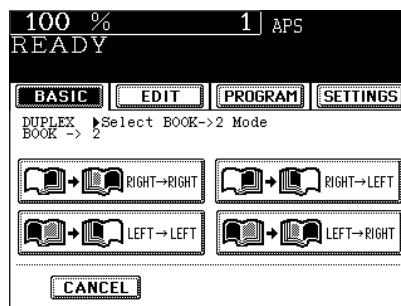 100 % 1 APS
READY
BASIC EDIT PROGRAM SETTINGS
DUPLEX ▶Select BOOK->2 Mode
BOOK -> 2
RIGHT→RIGHT RIGHT→LEFT
LEFT→LEFT LEFT→RIGHT
CANCEL